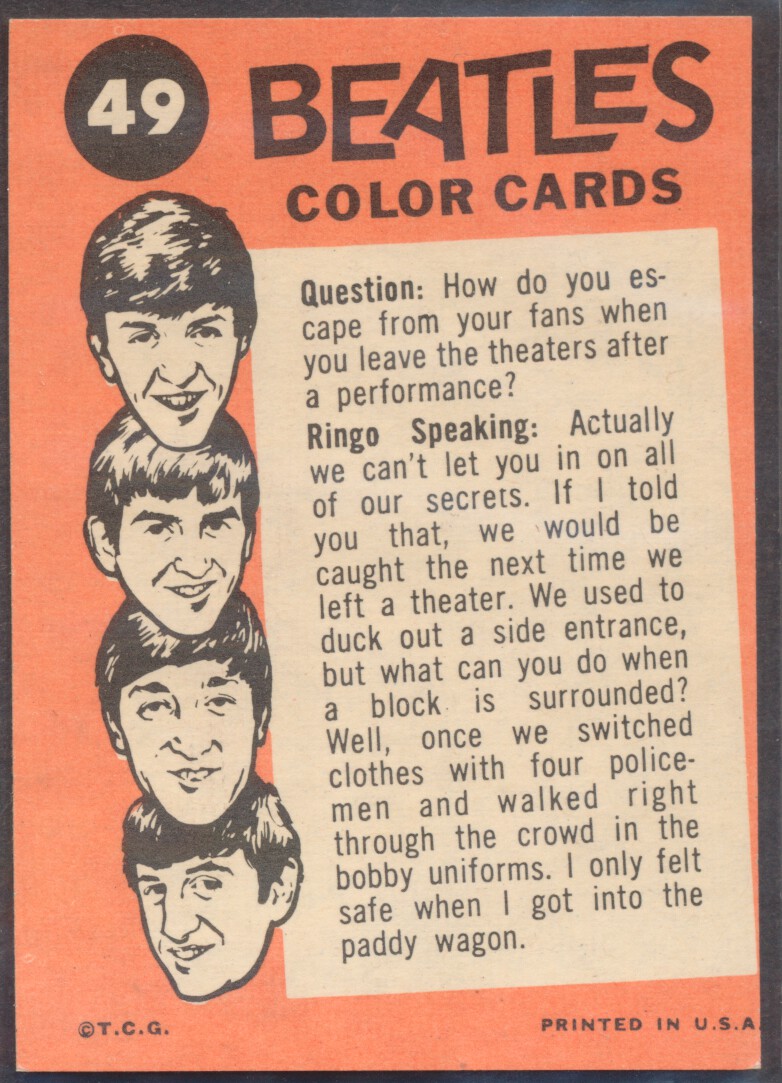 49
BEATLES
COLOR CARDS
Question: How do you es-
cape from your fans when
you leave the theaters after
a performance?
Ringo Speaking: Actually
we can't let you in on all
of our secrets. If I told
you that, we would be
caught the next time we
left a theater. We used to
duck out a side entrance,
but what can you do when
a block is surrounded?
Well, once we switched
clothes with four police-
men and walked right
through the crowd in the
bobby uniforms. I only felt
safe when I got into the
paddy wagon.
©T.C.G.
PRINTED IN U.S.A.